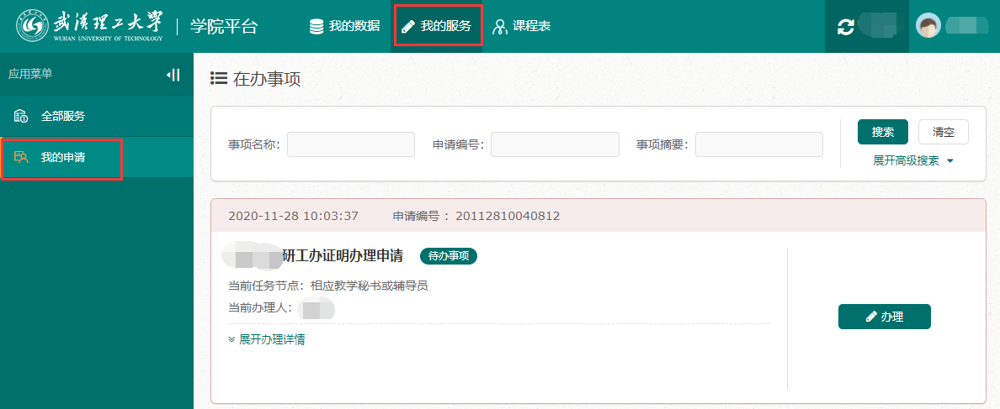 武汉理工大学
WUHAN UNIVERSITY OF TECHNOLOGY
学院平台
我的数据
我的服务
课程表
应用菜单
全部服务
我的申请
在办事项
事项名称:
申请编号:
事项摘要:
搜索
清空
展开高级搜索
2020-11-28 10:03:37 申请编号 : 20112810040812
研工办证明办理申请 待办事项
当前任务节点: 相应教学秘书或辅导员
当前办理人:
办理
展开办理详情